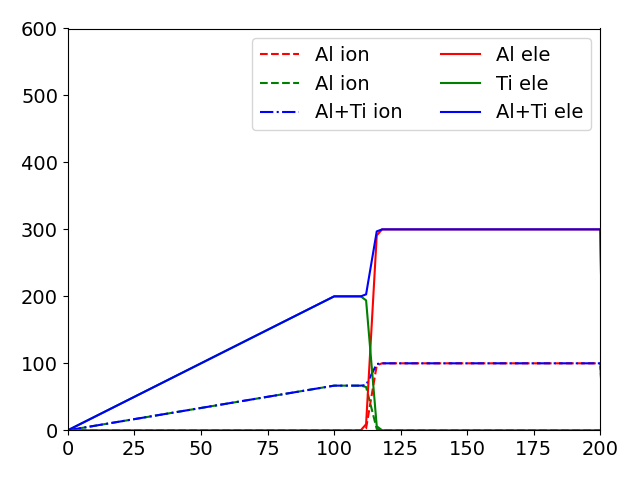 600
500
400
300
200
100
0
Al ion
Al ion
Al+Ti ion
Al ele
Ti ele
Al+Ti ele
0 25 50 75 100 125 150 175 200